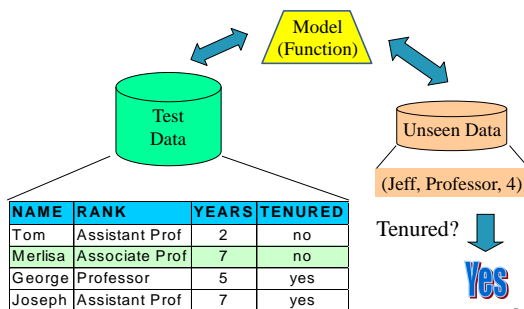 Model
(Function)
Test
Data
Unseen Data
(Jeff, Professor, 4)
NAME RANK YEARS TENURED
Tom Assistant Prof 2 no
Merlisa Associate Prof 7 no
George Professor 5 yes
Joseph Assistant Prof 7 yes
Tenured?
Yes